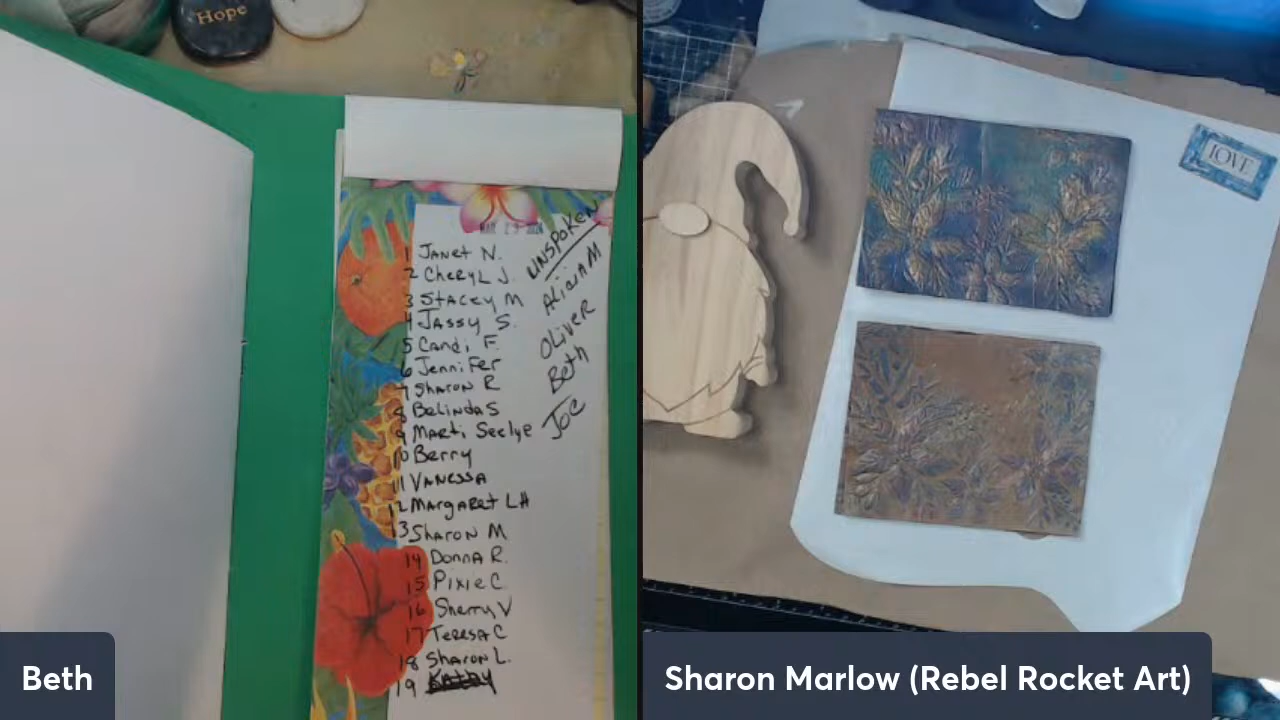 Hope
MAY 29 2024
UNSPOKEN
1 Janet N.
2 Cheryl J.
AliciA M
3 Stacey M
4 Jassy S.
Oliver
5 Candi F.
6 Jennifer
Beth
7 Sharon R
8 Belinda S
Joe
9 Marti Seelye
10 Berry
11 Vanessa
12 Margaret LH
13 Sharon M
14 Donna R.
15 Pixie C.
16 Sherry V
17 Teresa C
18 Sharon L.
19 Kathy
LOVE
Beth
Sharon Marlow (Rebel Rocket Art)